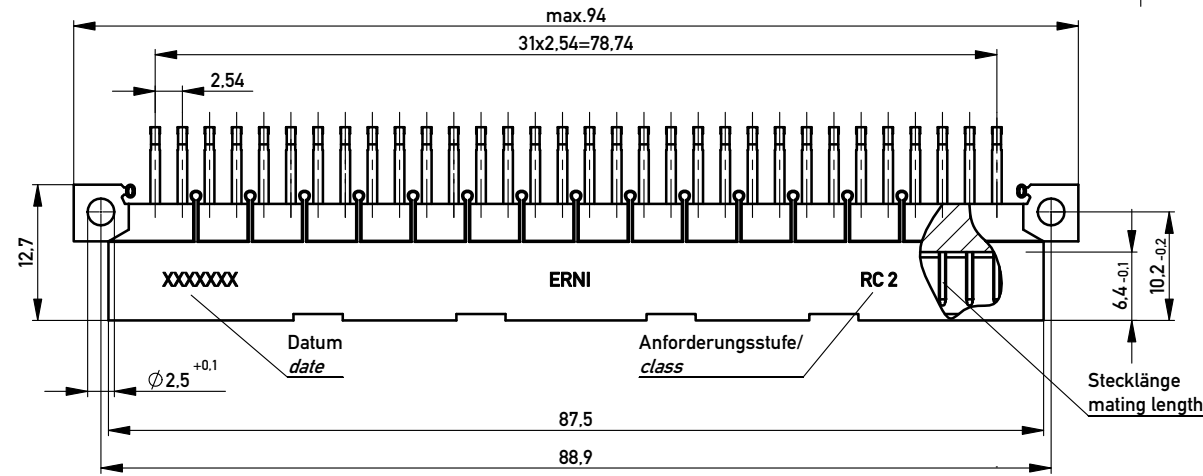 max.94
31x2,54=78,74
2,54
12,7
XXXXXXX
ERNI
RC 2
6,4 -0,1
10,2 -0,2
Datum
date
Anforderungsstufe/
class
Ø2,5 +0,1
Stecklänge
mating length
87,5
88,9